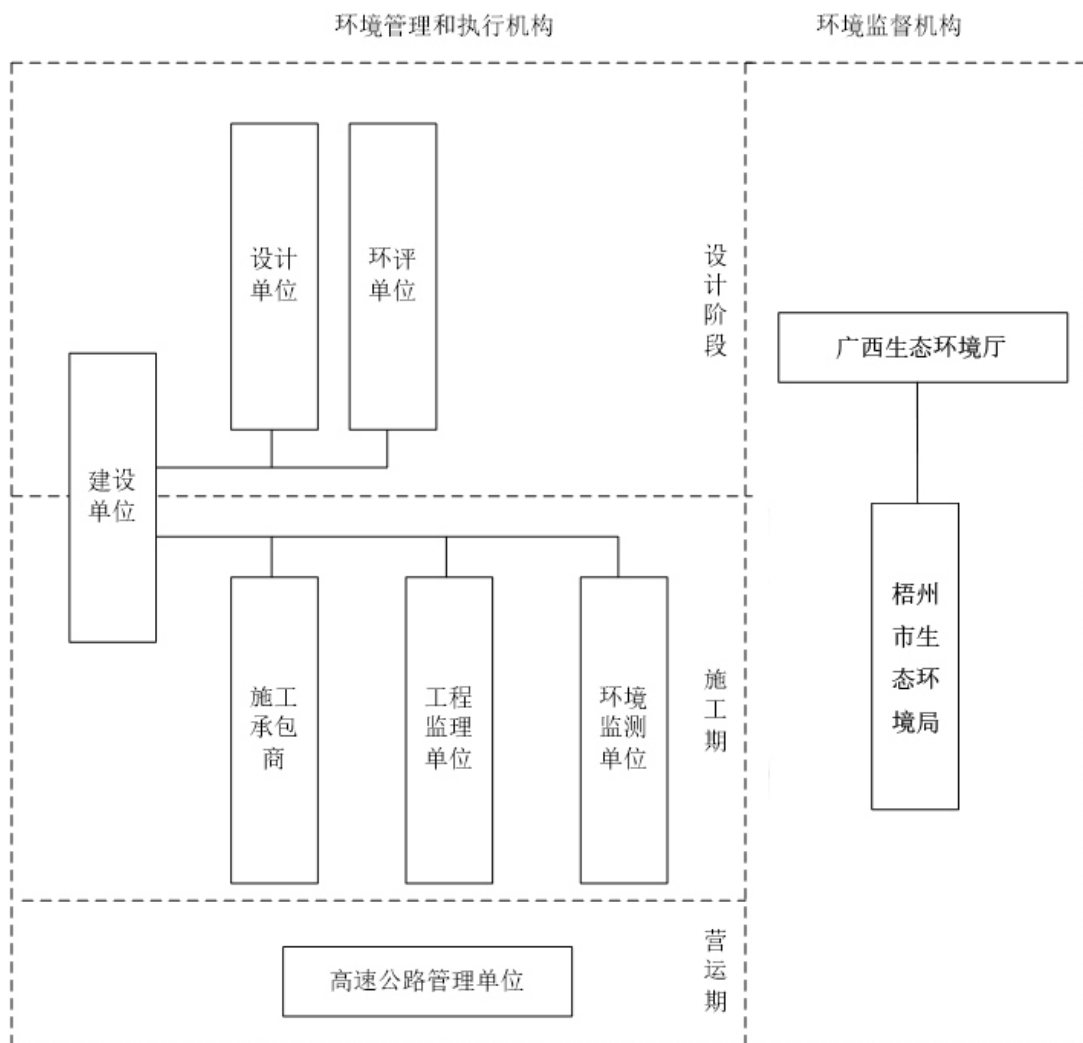 环境管理和执行机构
环境监督机构
设计
单位
环评
单位
设
计
阶
段
广西生态环境厅
建设
单位
梧州
市生
态环
境局
施工
承包
商
工程
监理
单位
环境
监测
单位
施
工
期
高速公路管理单位
营
运
期